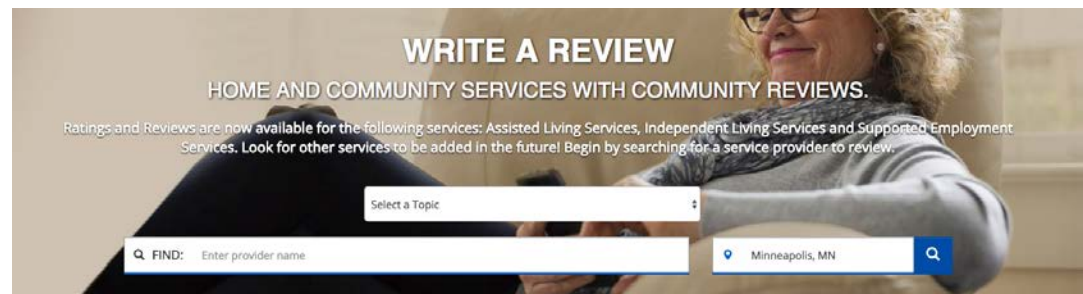 WRITE A REVIEW
HOME AND COMMUNITY SERVICES WITH COMMUNITY REVIEWS.
Ratings and Reviews are now available for the following services: Assisted Living Services, Independent Living Services and Supported Employment
Services. Look for other services to be added in the future! Begin by searching for a service provider to review.
Select a Topic
FIND: Enter provider name
Minneapolis, MN